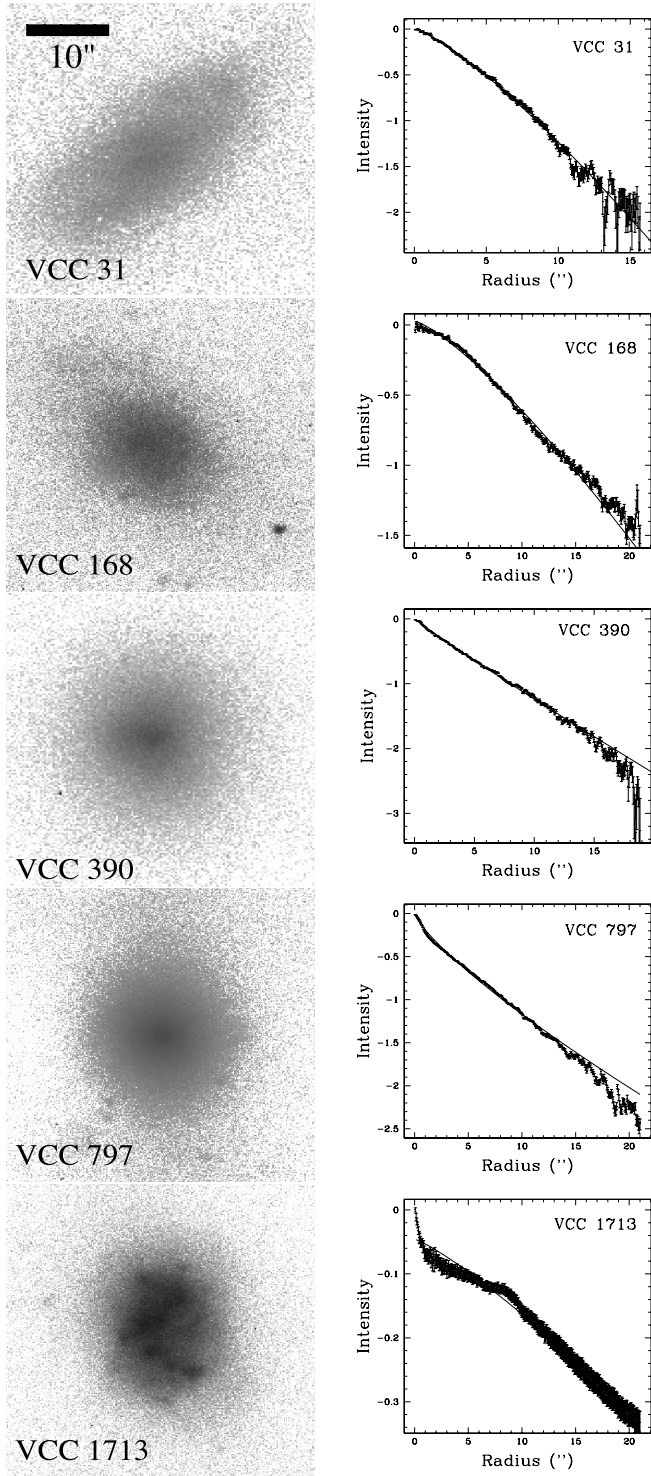 10"
VCC 31
VCC 31
0
-0.5
-1
-1.5
-2
0
5
10
15
Intensity
Radius ('')
VCC 168
VCC 168
0
-0.5
-1
-1.5
0
5
10
15
20
Intensity
Radius ('')
VCC 390
VCC 390
0
-1
-2
-3
0
5
10
15
Intensity
Radius ('')
VCC 797
VCC 797
0
-0.5
-1
-1.5
-2
-2.5
0
5
10
15
20
Intensity
Radius ('')
VCC 1713
VCC 1713
0
-0.1
-0.2
-0.3
0
5
10
15
20
Intensity
Radius ('')